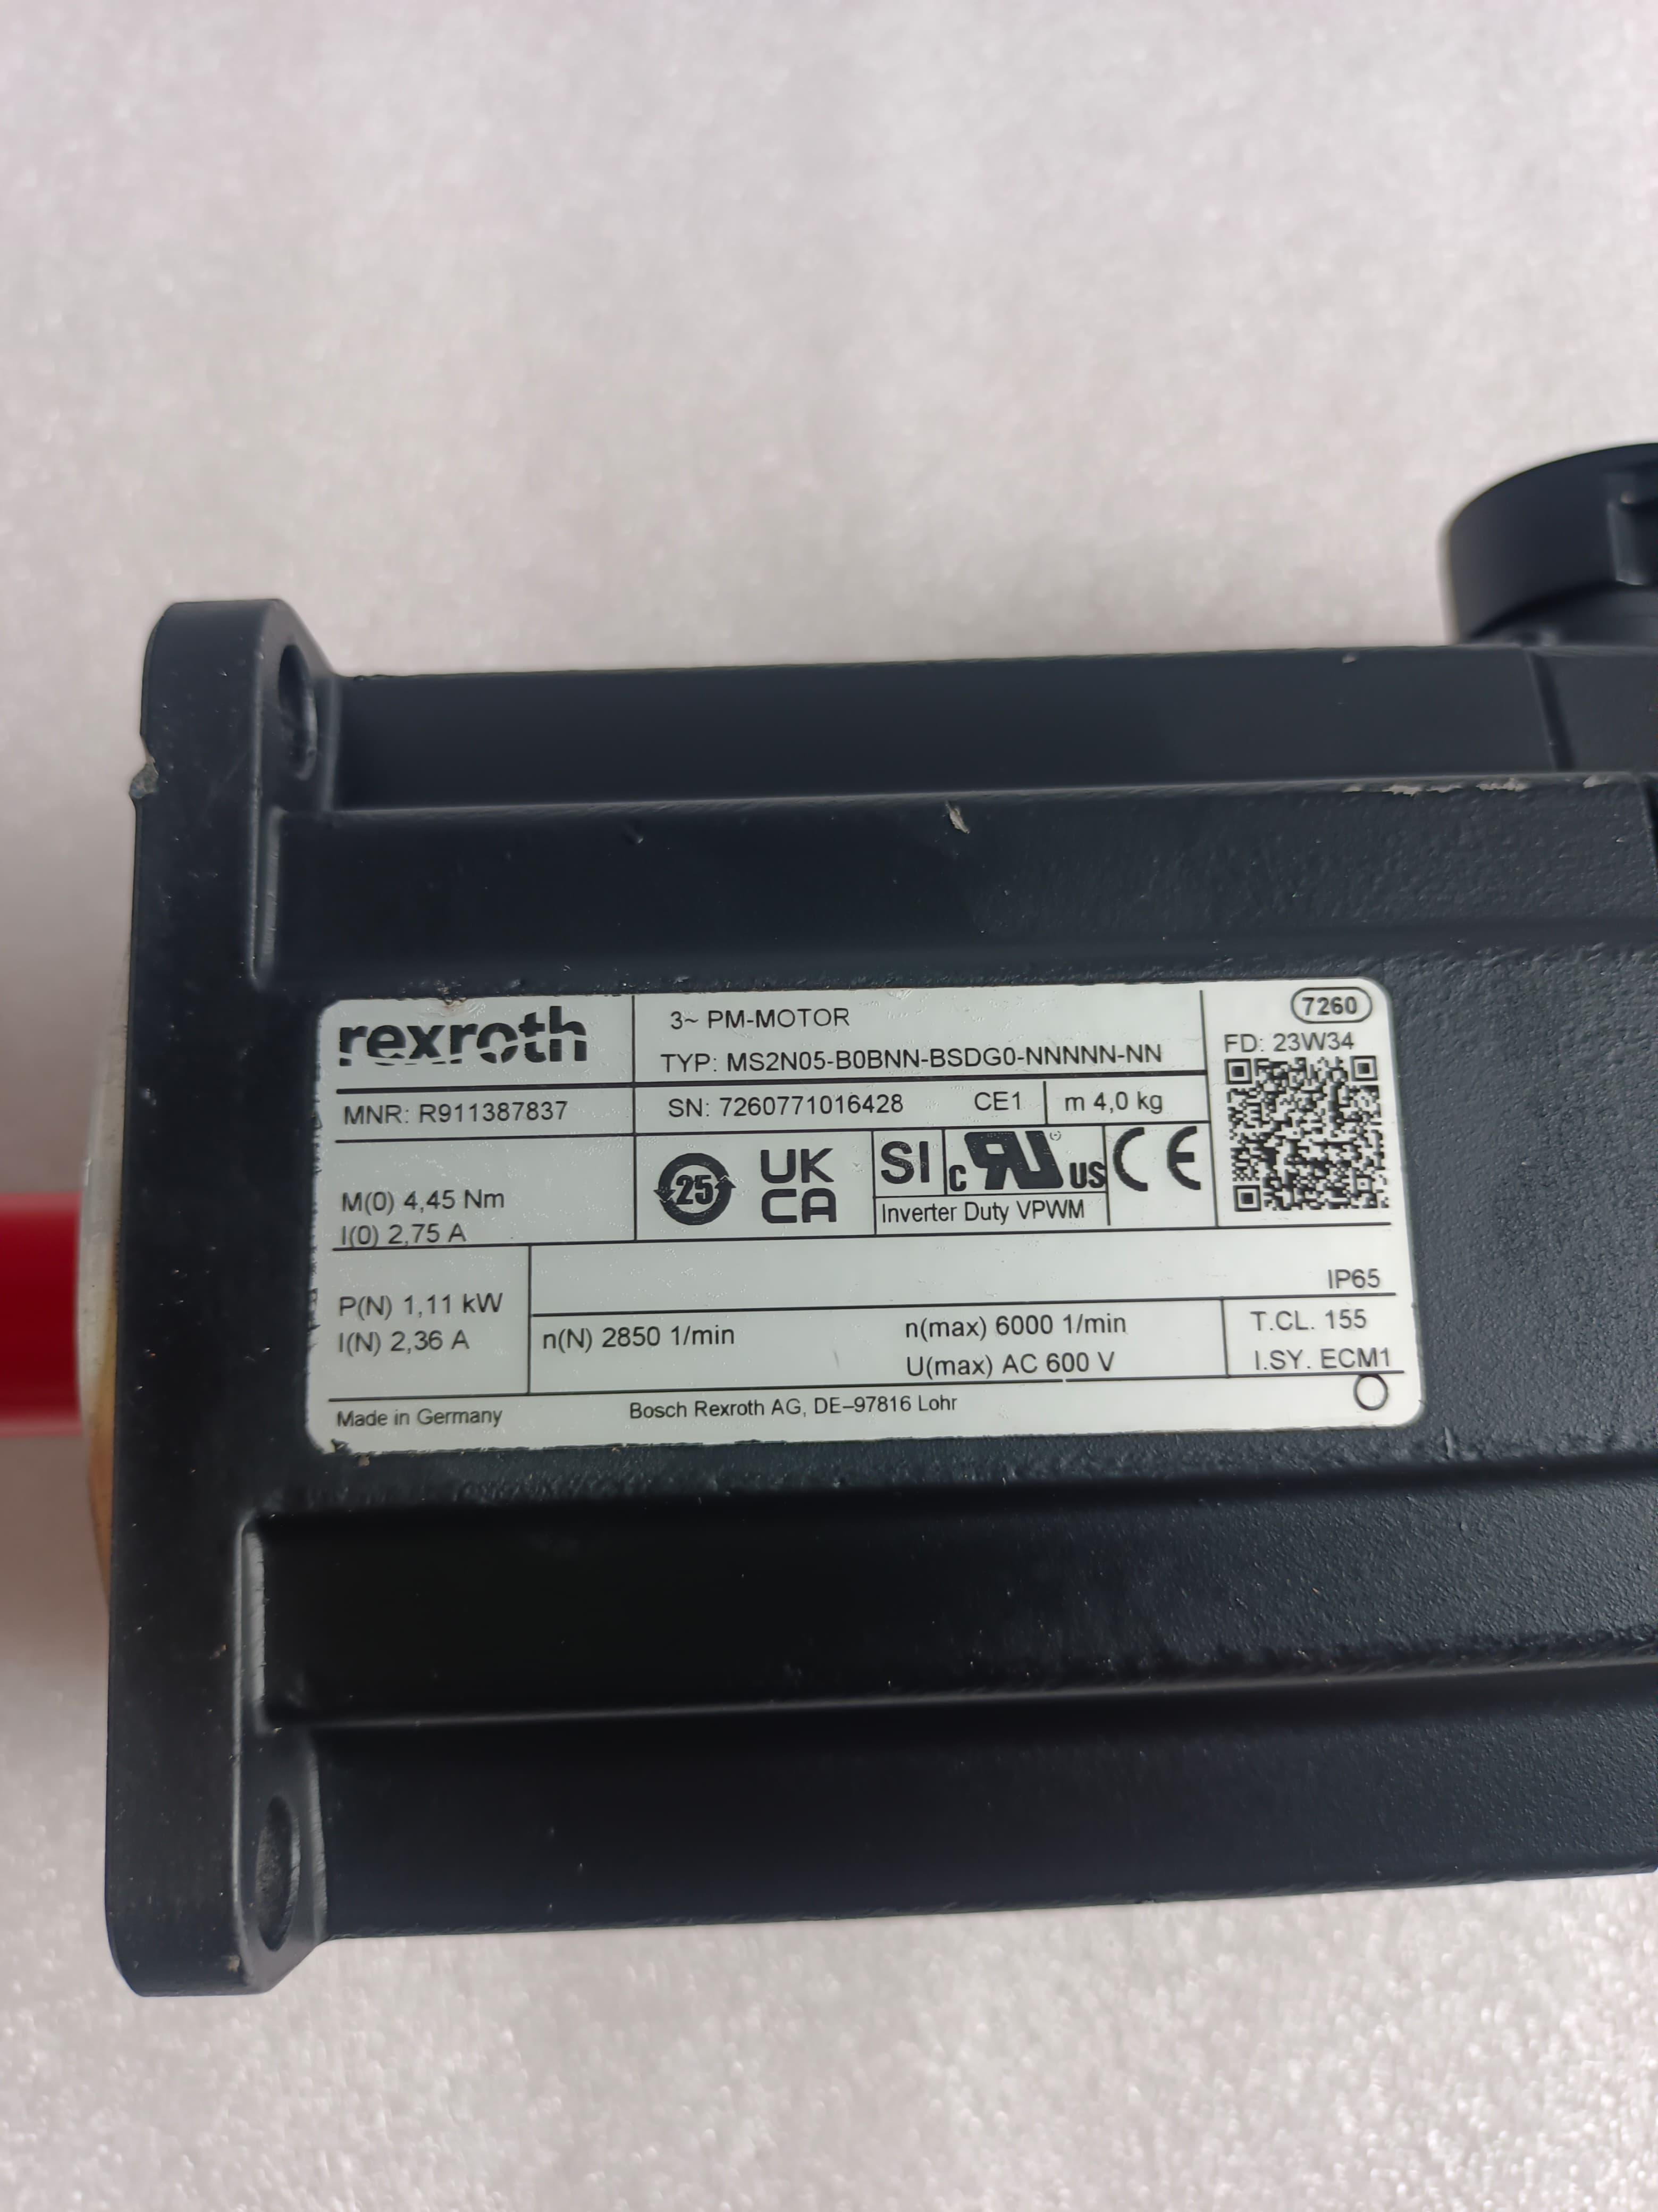 rexroth
3~ PM-MOTOR
TYP: MS2N05-B0BNN-BSDG0-NNNNN-NN
7260
FD: 23W34
MNR: R911387837
SN: 7260771016428 CE1 m 4,0 kg
M(0) 4,45 Nm
I(0) 2,75 A
25
UK
CA
SI
c RU US
CE
Inverter Duty VPWM
IP65
P(N) 1,11 kW
I(N) 2,36 A
n(N) 2850 1/min
n(max) 6000 1/min
U(max) AC 600 V
T.CL. 155
I.SY. ECM1
Made in Germany
Bosch Rexroth AG, DE–97816 Lohr